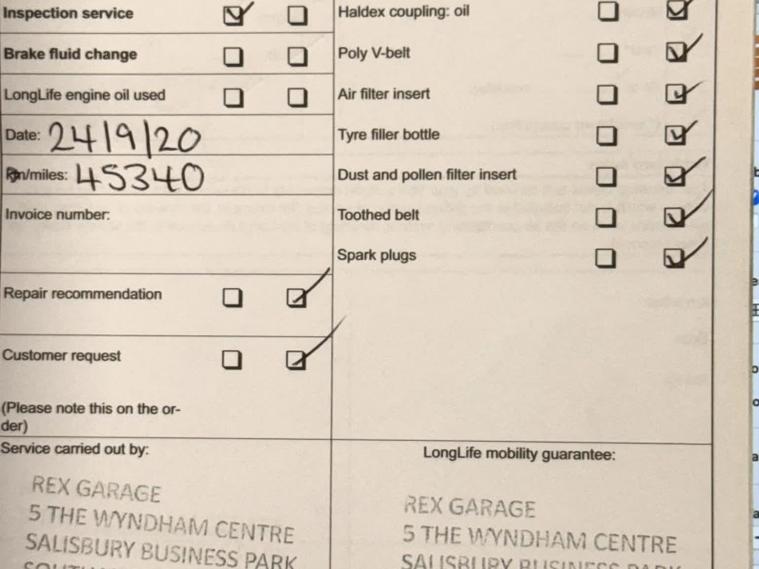 Inspection service
Brake fluid change
LongLife engine oil used
Date: 24/9/20
Km/miles: 45340
Invoice number:
Repair recommendation
Customer request
(Please note this on the or-
der)
Haldex coupling: oil
Poly V-belt
Air filter insert
Tyre filler bottle
Dust and pollen filter insert
Toothed belt
Spark plugs
Service carried out by:
REX GARAGE
5 THE WYNDHAM CENTRE
SALISBURY BUSINESS PARK
LongLife mobility guarantee:
REX GARAGE
5 THE WYNDHAM CENTRE
SALISBURY BUSINESS PARK